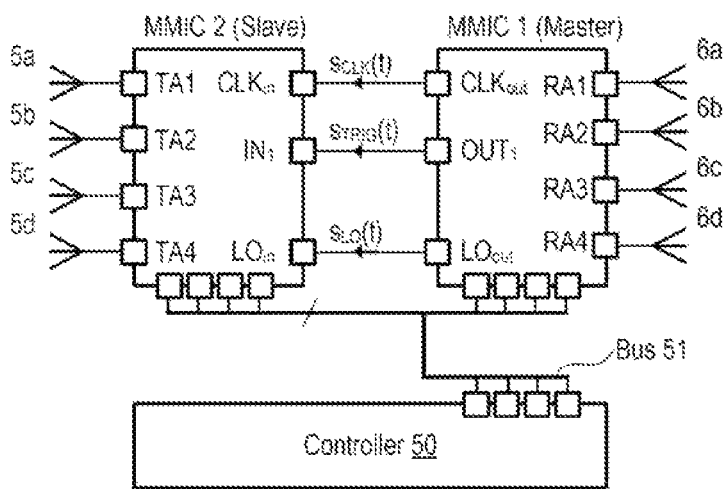 MMIC 2 (Slave)
MMIC 1 (Master)
5a
TA1
CLKin
sCLK(t)
CLKout
RA1
6a
5b
TA2
IN1
sTRIG(t)
OUT1
RA2
6b
5c
TA3
RA3
6c
5d
TA4
LOin
sLO(t)
LOout
RA4
6d
Bus 51
Controller 50